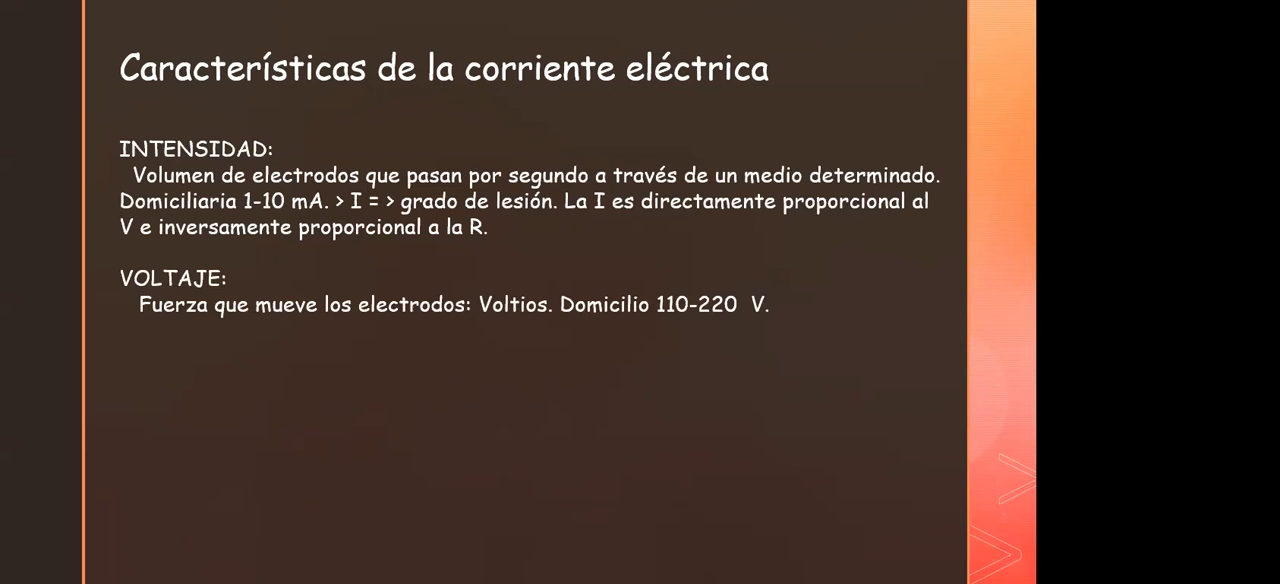 Características de la corriente eléctrica
INTENSIDAD:
Volumen de electrodos que pasan por segundo a través de un medio determinado.
Domiciliaria 1-10 mA. > I = > grado de lesión. La I es directamente proporcional al
V e inversamente proporcional a la R.
VOLTAJE:
Fuerza que mueve los electrodos: Voltios. Domicilio 110-220 V.